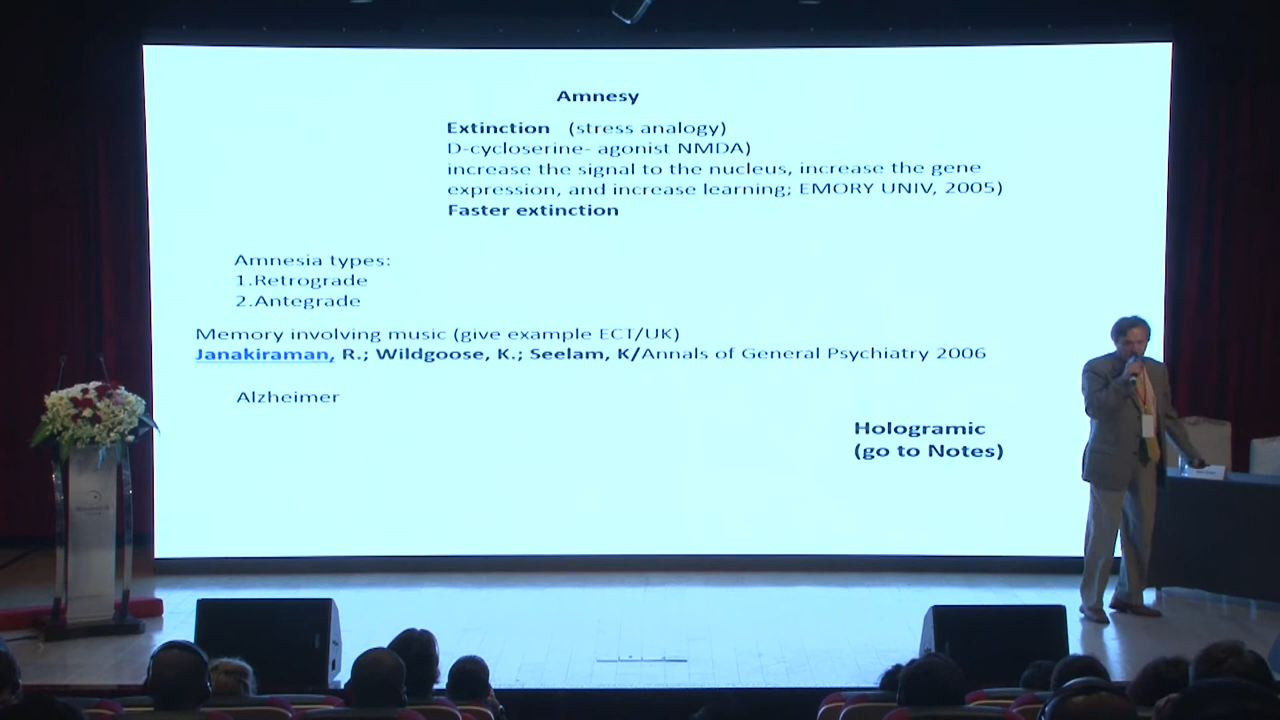 Amnesy
Extinction (stress analogy)
D-cycloserine- agonist NMDA)
increase the signal to the nucleus, increase the gene
expression, and increase learning; EMORY UNIV, 2005)
Faster extinction
Amnesia types:
1.Retrograde
2.Antegrade
Memory involving music (give example ECT/UK)
Janakiraman, R.; Wildgoose, K.; Seelam, K/Annals of General Psychiatry 2006
Alzheimer
Hologramic
(go to Notes)